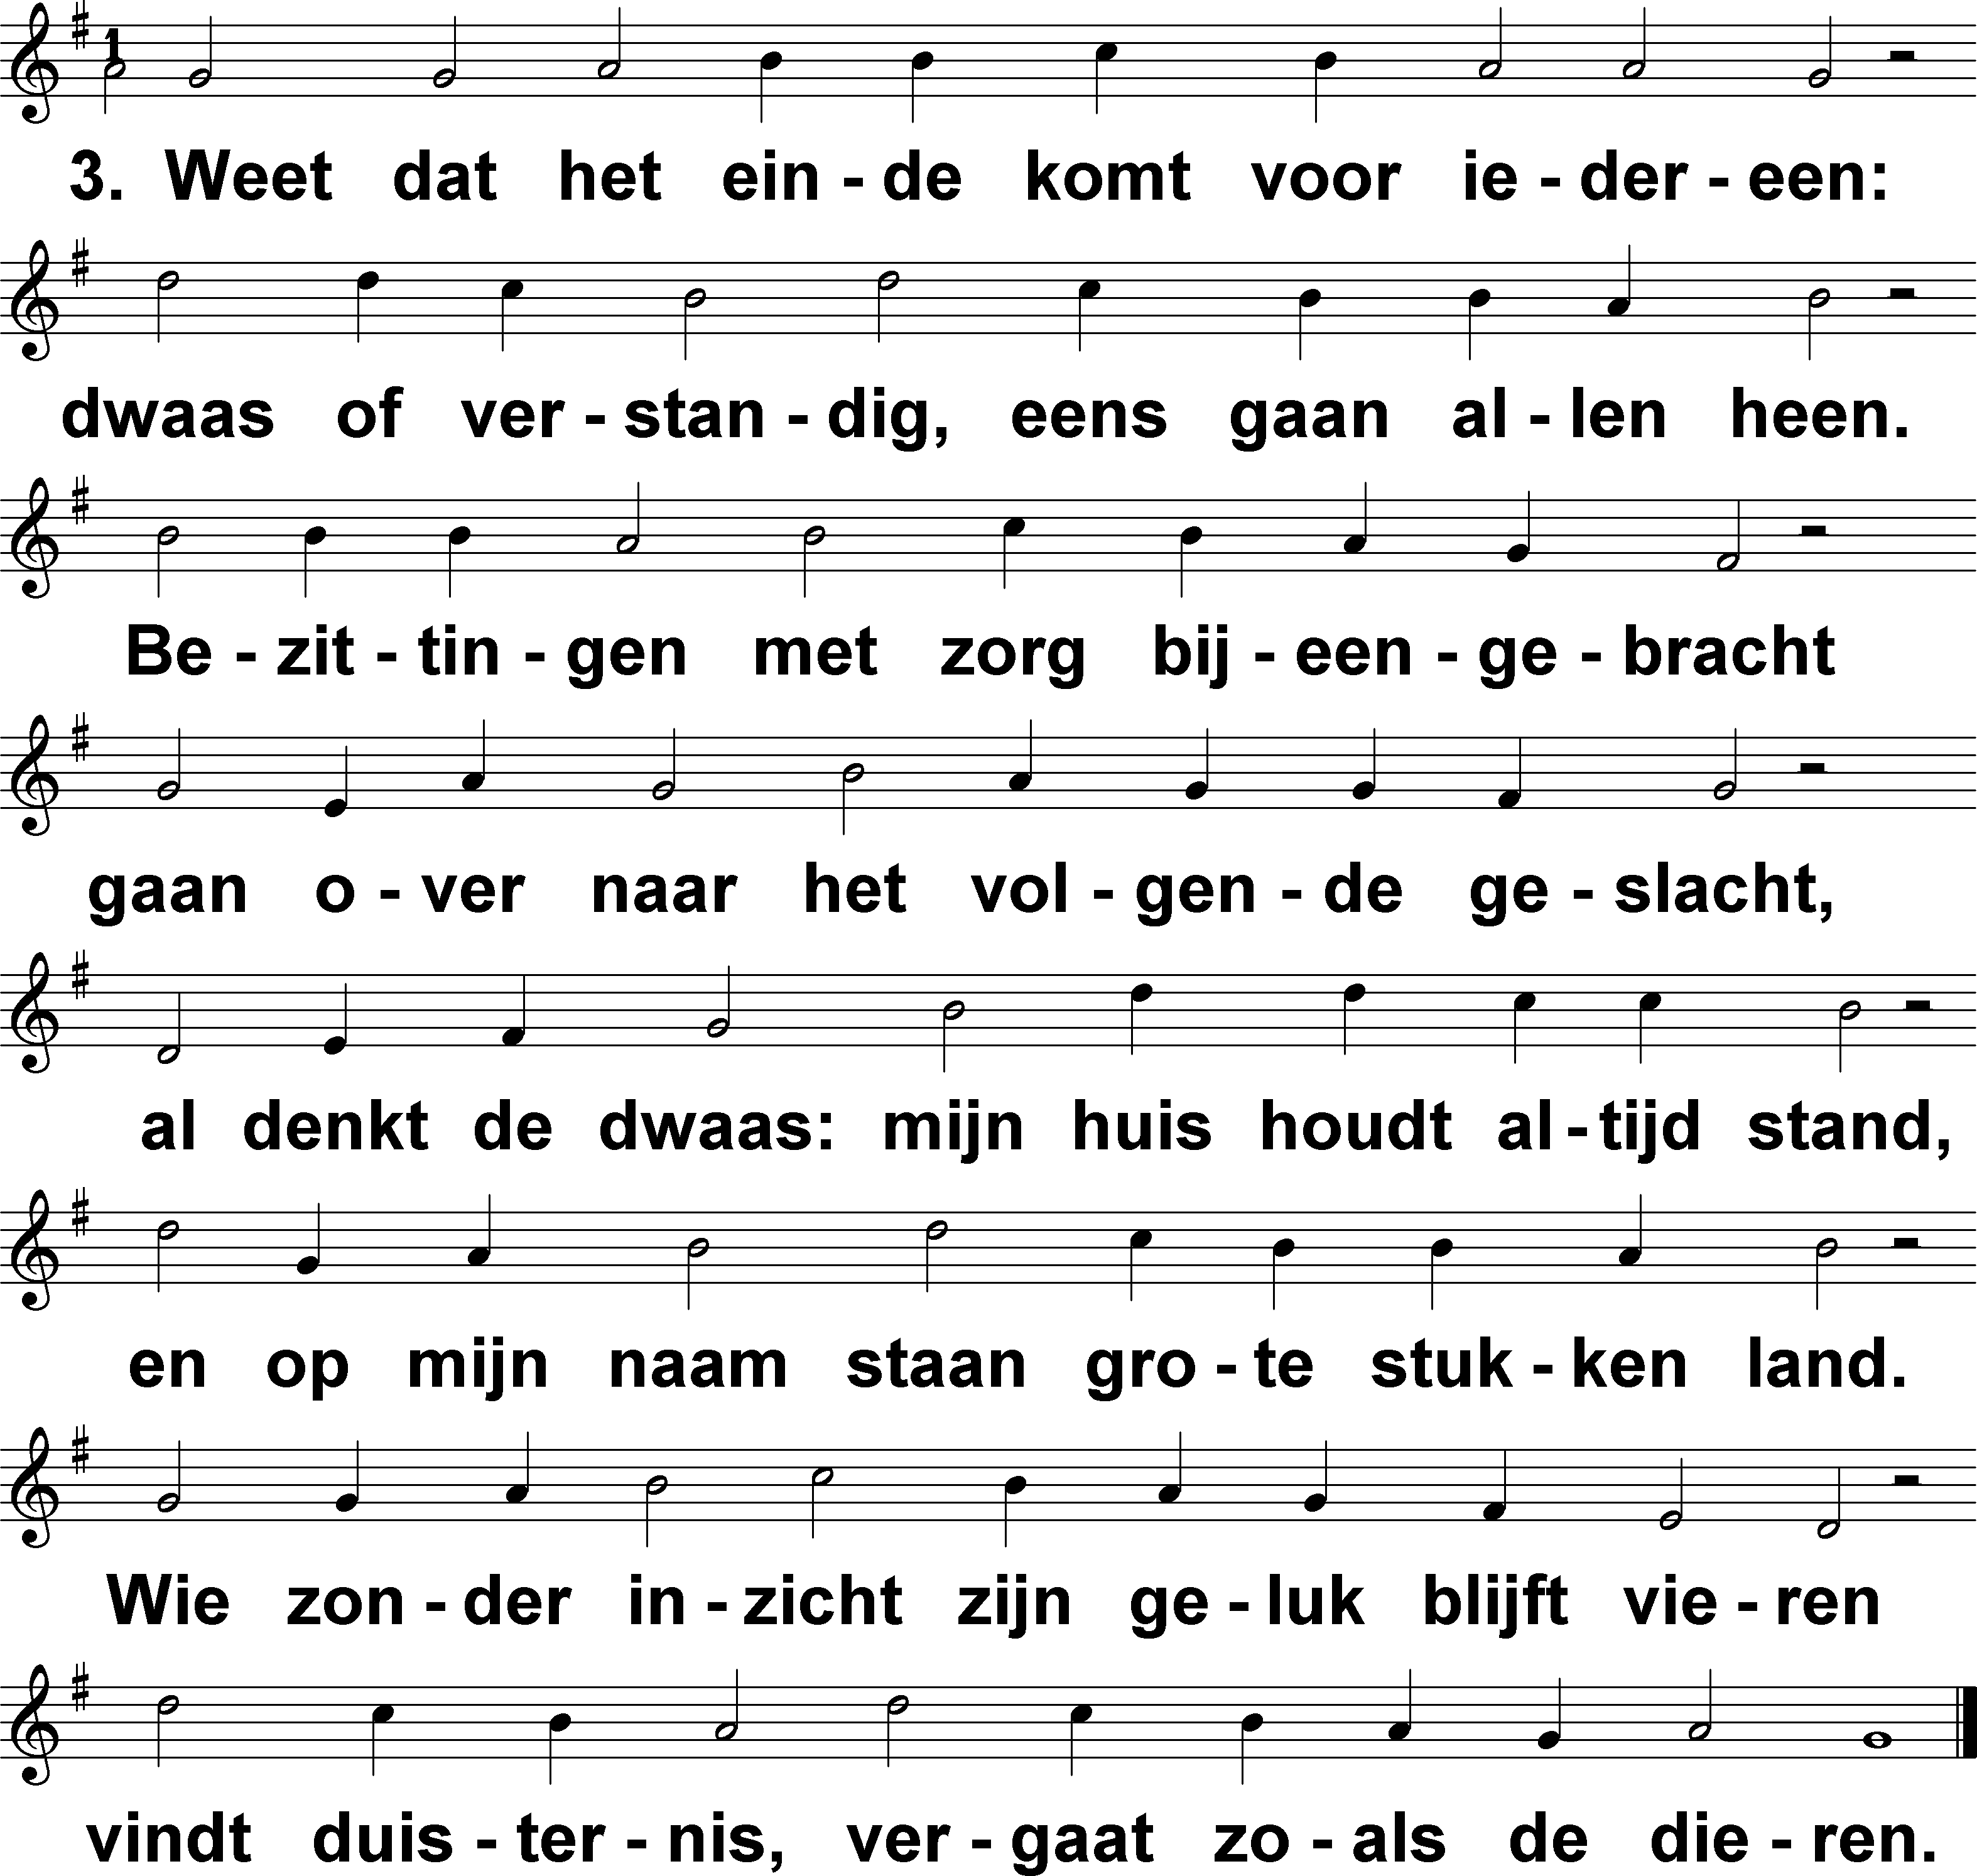 3. Weet dat het ein - de komt voor ie - der - een:
dwaas of ver - stan - dig, eens gaan al - len heen.
Be - zit - tin - gen met zorg bij - een - ge - bracht
gaan o - ver naar het vol - gen - de ge - slacht,
al denkt de dwaas: mijn huis houdt al - tijd stand,
en op mijn naam staan gro - te stuk - ken land.
Wie zon - der in - zicht zijn ge - luk blijft vie - ren
vindt duis - ter - nis, ver - gaat zo - als de die - ren.